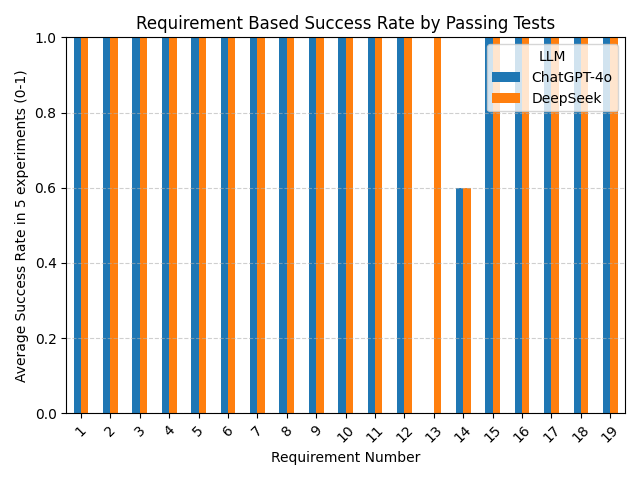 Requirement Based Success Rate by Passing Tests
LLM
ChatGPT-4o
DeepSeek
Average Success Rate in 5 experiments (0-1)
1.0
0.8
0.6
0.4
0.2
0.0
1 2 3 4 5 6 7 8 9 10 11 12 13 14 15 16 17 18 19
Requirement Number